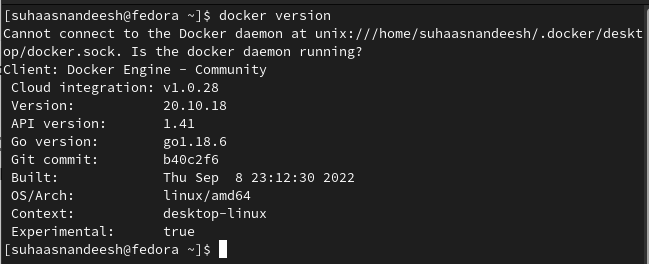 [suhaasnandeesh@fedora ~]$ docker version
Cannot connect to the Docker daemon at unix:///home/suhaasnandeesh/.docker/deskt
op/docker.sock. Is the docker daemon running?
Client: Docker Engine - Community
 Cloud integration: v1.0.28
 Version:           20.10.18
 API version:       1.41
 Go version:        go1.18.6
 Git commit:        b40c2f6
 Built:             Thu Sep  8 23:12:30 2022
 OS/Arch:           linux/amd64
 Context:           desktop-linux
 Experimental:      true
[suhaasnandeesh@fedora ~]$